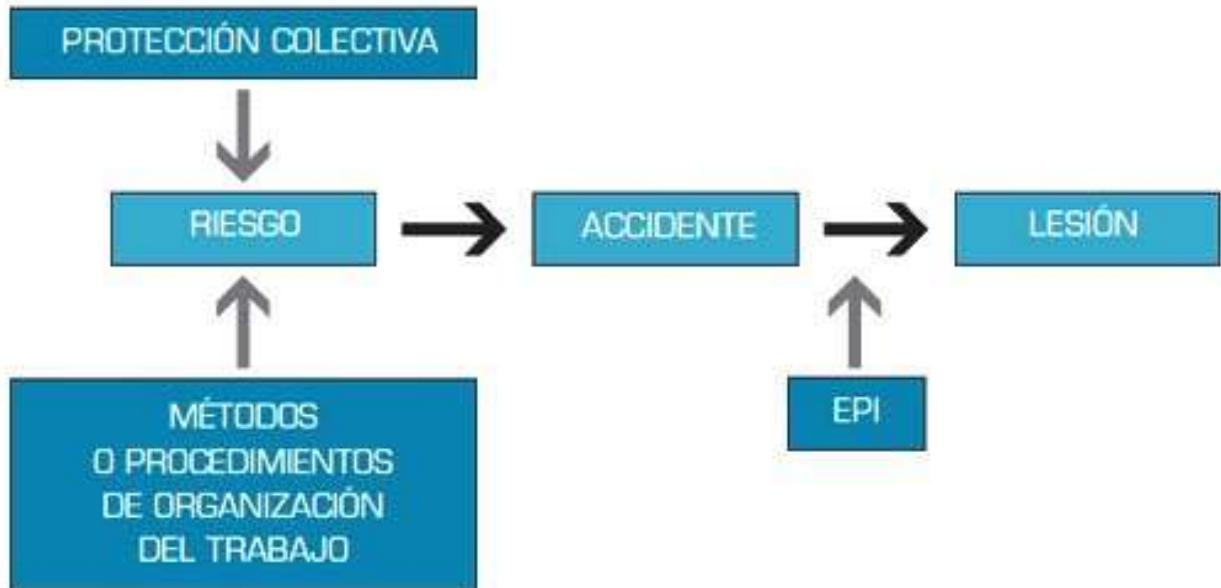 PROTECCIÓN COLECTIVA
RIESGO
ACCIDENTE
LESIÓN
MÉTODOS
O PROCEDIMIENTOS
DE ORGANIZACIÓN
DEL TRABAJO
EPI